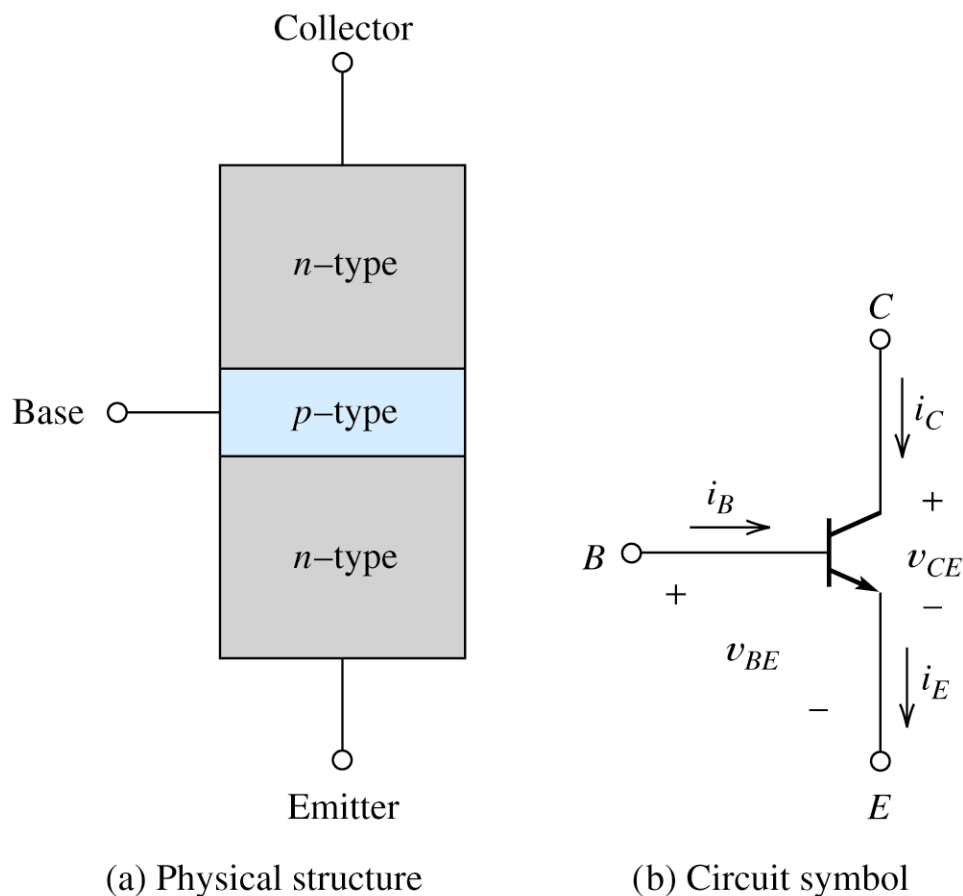 Collector
n–type
Base
p–type
n–type
Emitter
(a) Physical structure
C
i_C
i_B
+
B
+
v_CE
–
v_BE
i_E
–
E
(b) Circuit symbol